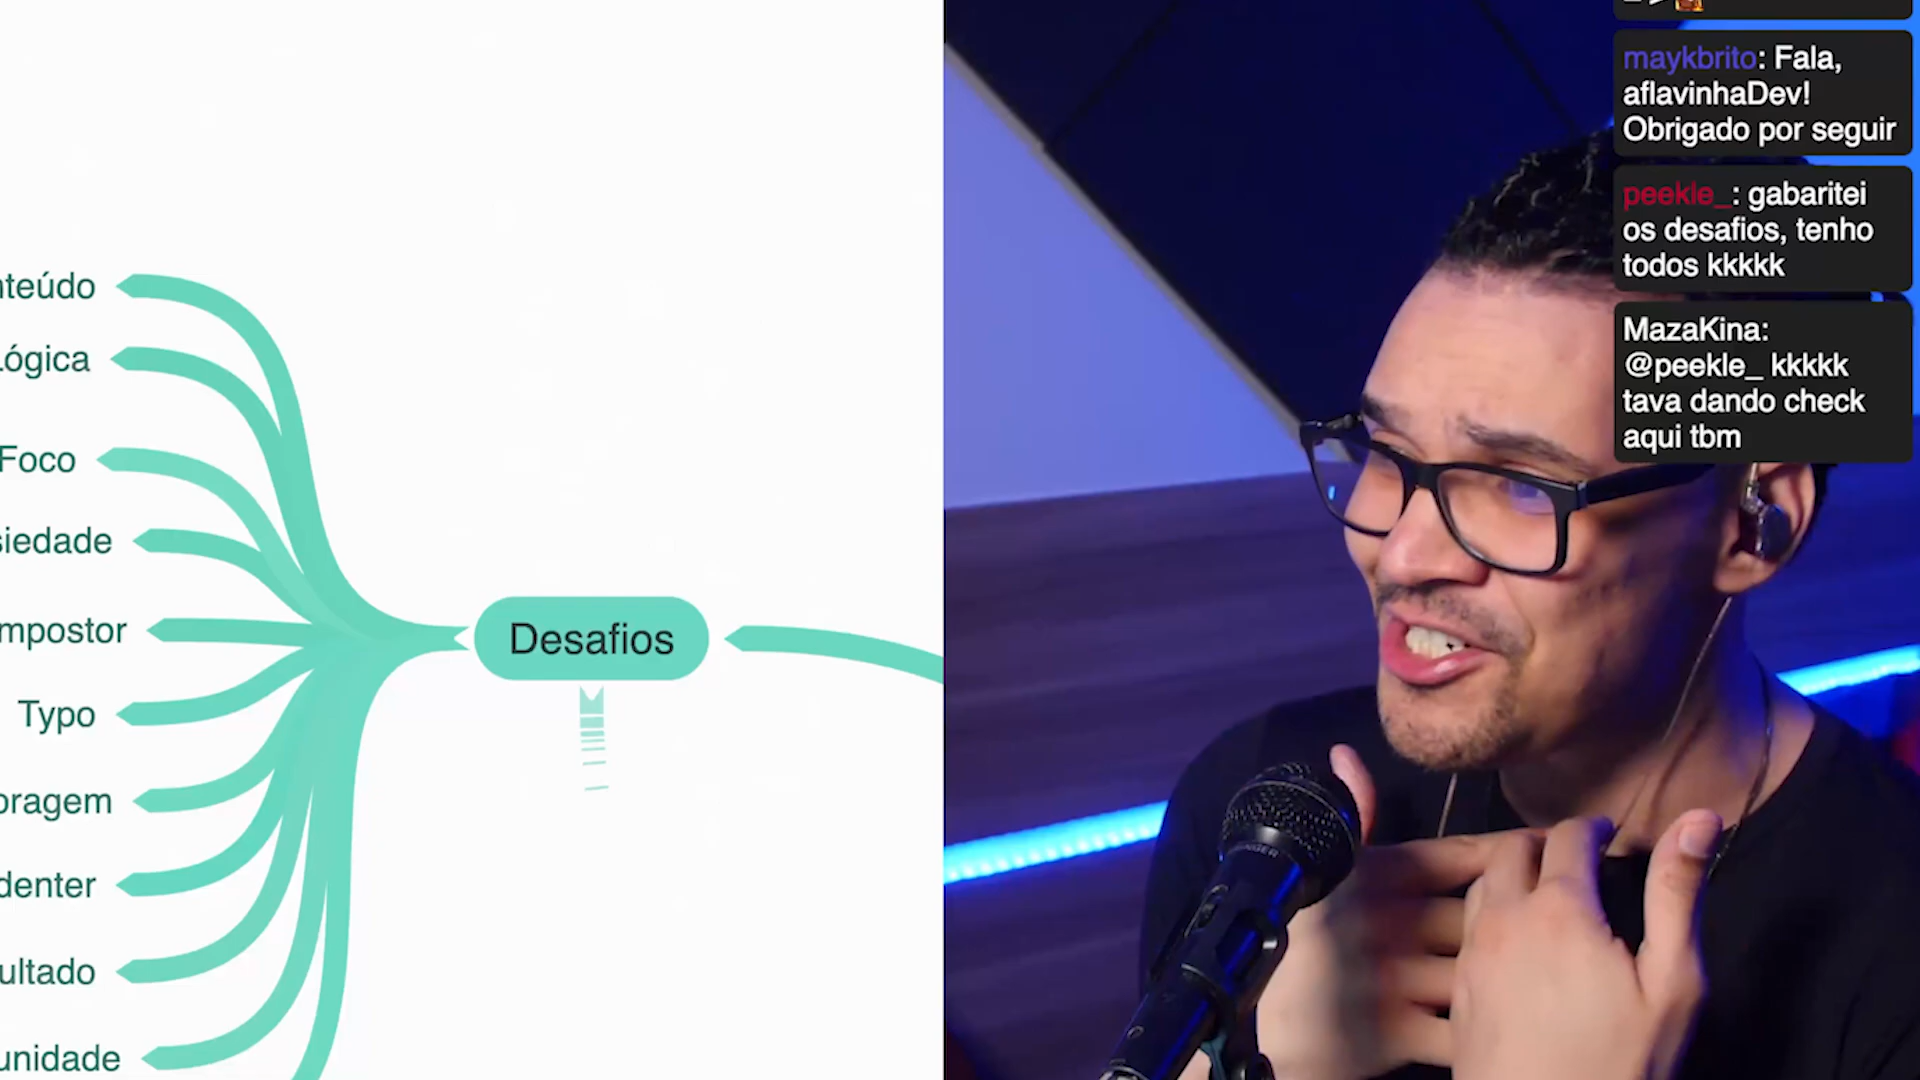 nteúdo
Lógica
Foco
siedade
mpostor
Typo
oragem
denter
ultado
unidade
Desafios
maykbrito: Fala,
aflavinhaDev!
Obrigado por seguir
peekle_: gabaritei
os desafios, tenho
todos kkkkk
MazaKina:
@peekle_ kkkkk
tava dando check
aqui tbm